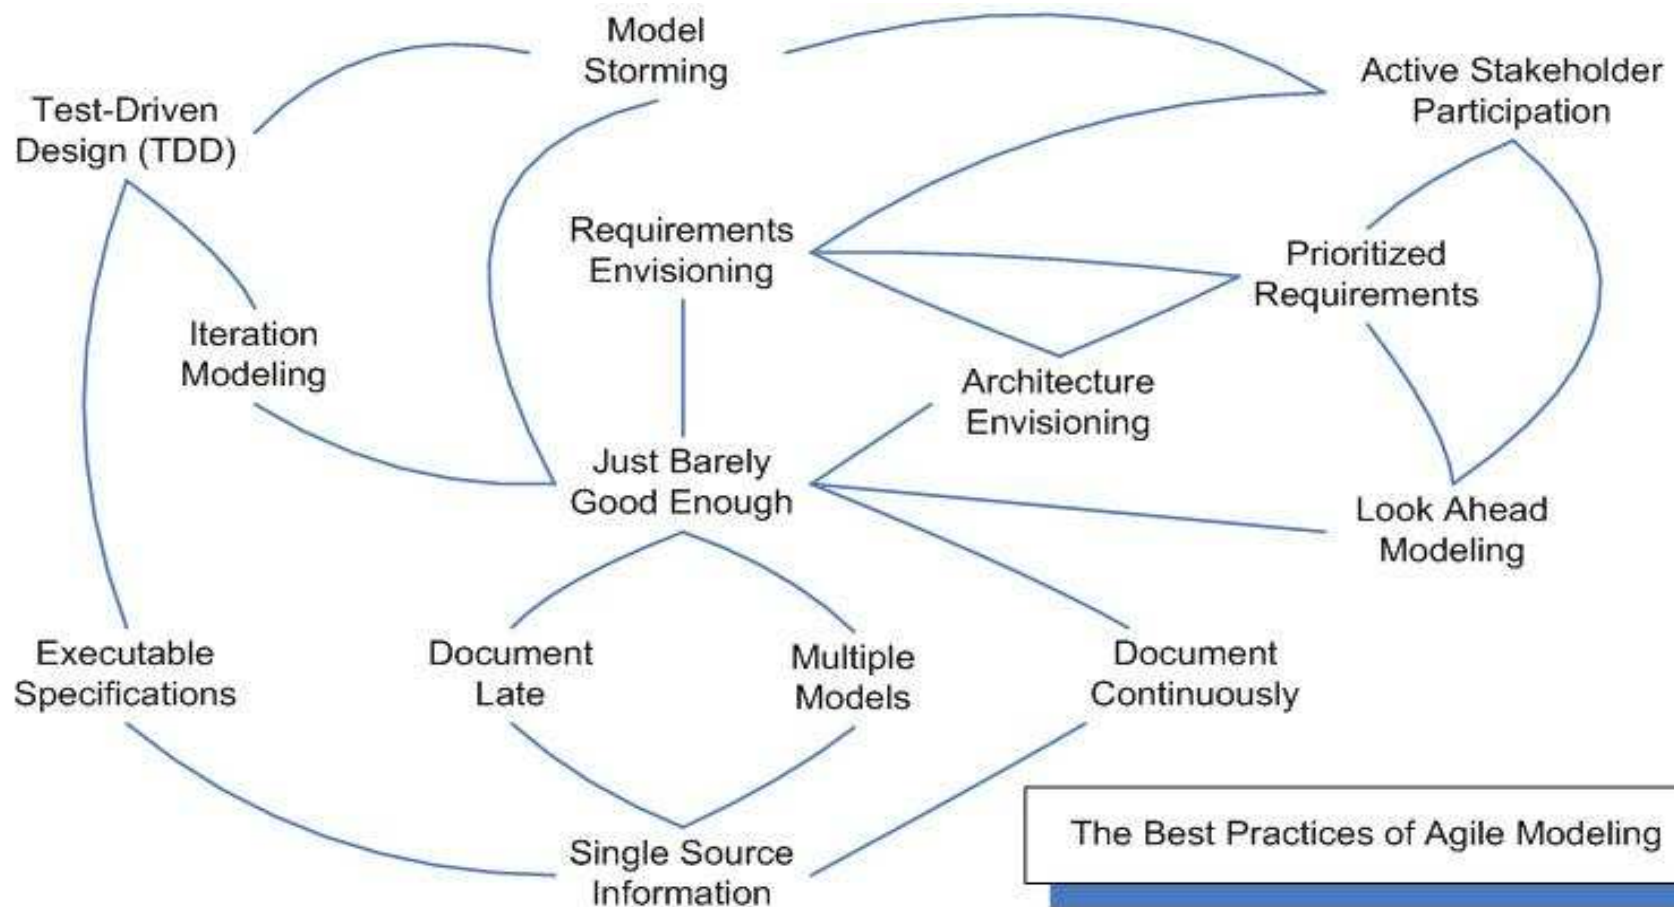 Model
Storming
Active Stakeholder
Participation
Test-Driven
Design (TDD)
Requirements
Envisioning
Prioritized
Requirements
Iteration
Modeling
Architecture
Envisioning
Just Barely
Good Enough
Look Ahead
Modeling
Executable
Specifications
Document
Late
Multiple
Models
Document
Continuously
Single Source
Information
The Best Practices of Agile Modeling